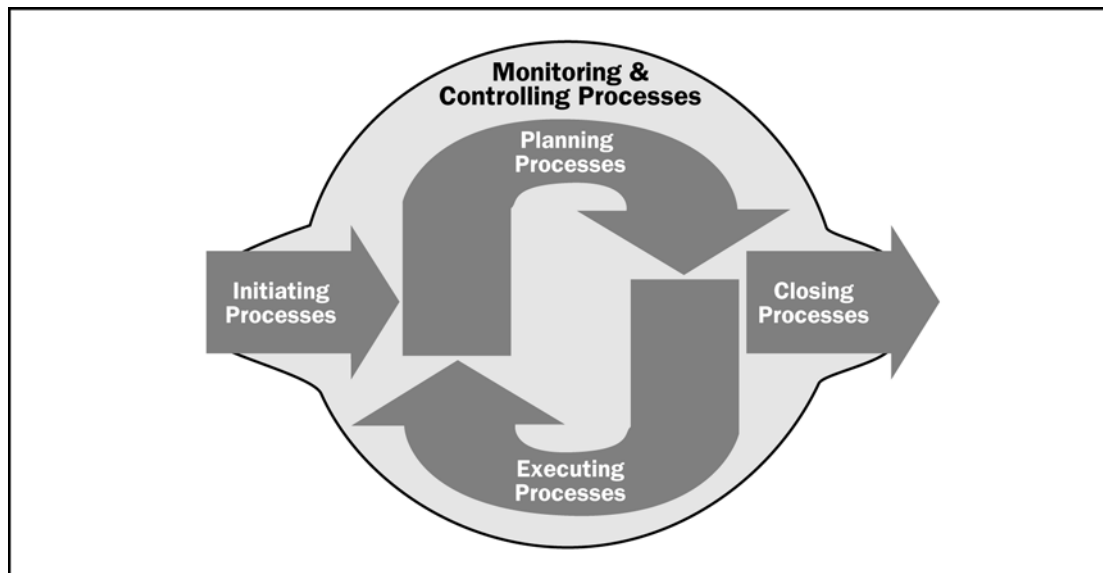 Monitoring &
Controlling Processes
Planning
Processes
Initiating
Processes
Closing
Processes
Executing
Processes